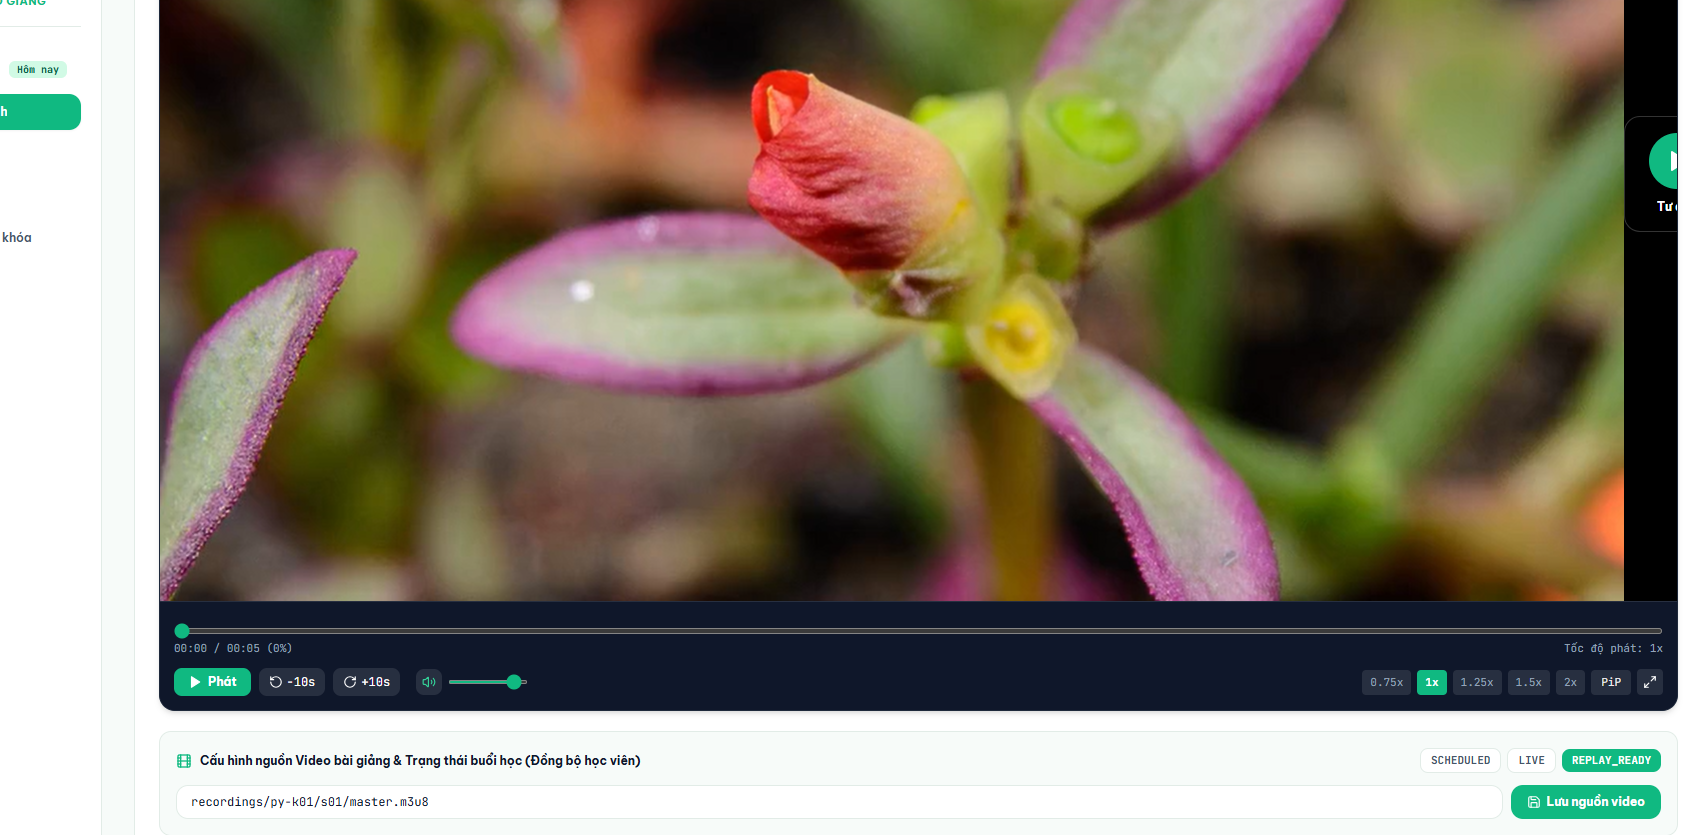 GIẢNG
Hôm nay
h
khóa
Tư
00:00 / 00:05 (0%)
Tốc độ phát: 1x
Phát
-10s
+10s
0.75x
1x
1.25x
1.5x
2x
PiP
Cấu hình nguồn Video bài giảng & Trạng thái buổi học (Đồng bộ học viên)
SCHEDULED
LIVE
REPLAY_READY
recordings/py-k01/s01/master.m3u8
Lưu nguồn video